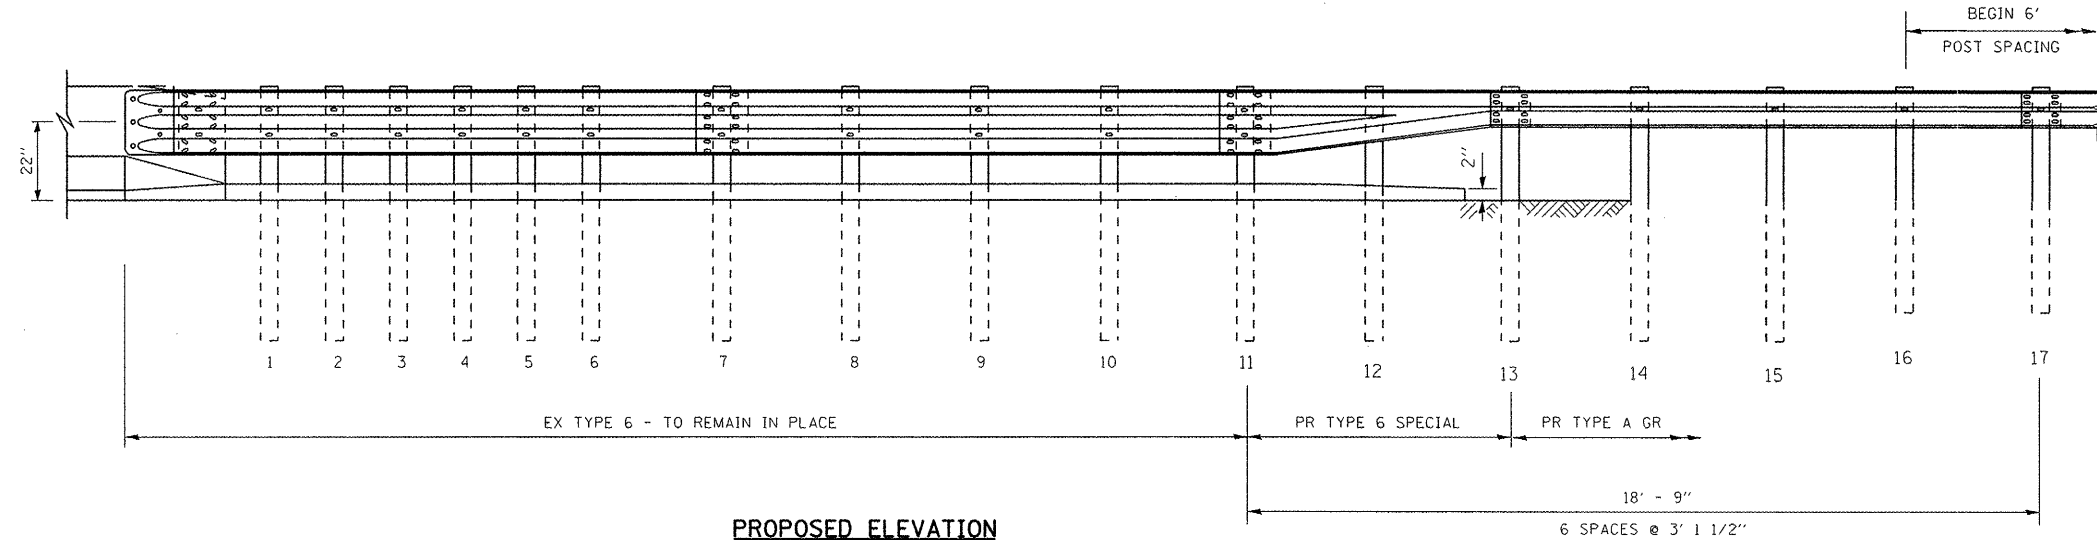 BEGIN 6'
POST SPACING
22"
2"
1 2 3 4 5 6 7 8 9 10 11 12 13 14 15 16 17
EX TYPE 6 - TO REMAIN IN PLACE
PR TYPE 6 SPECIAL
PR TYPE A GR
18' - 9"
6 SPACES @ 3' 1 1/2"
PROPOSED ELEVATION